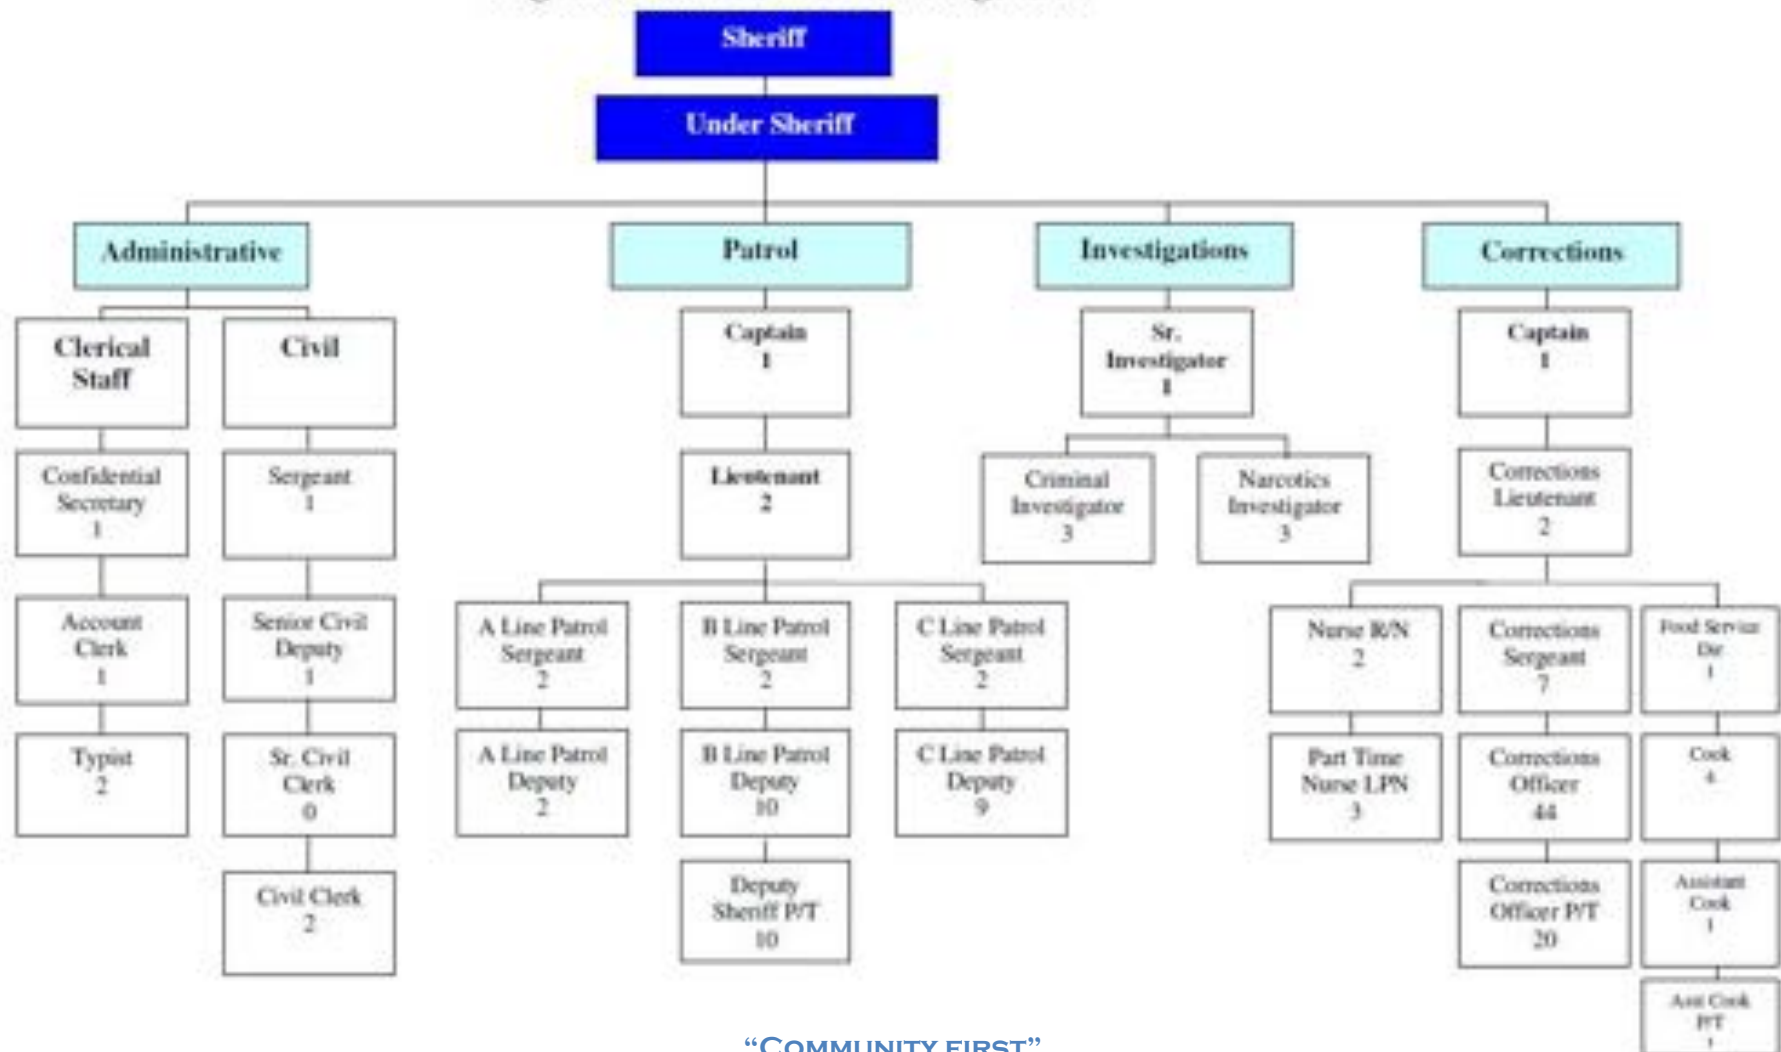 Sheriff
Under Sheriff
Administrative
Patrol
Investigations
Corrections
Clerical
Staff
Civil
Captain
1
Sr.
Investigator
1
Captain
1
Confidential
Secretary
1
Sergeant
1
Lieutenant
2
Criminal
Investigator
3
Narcotics
Investigator
3
Corrections
Lieutenant
2
Account
Clerk
1
Senior Civil
Deputy
1
A Line Patrol
Sergeant
2
B Line Patrol
Sergeant
2
C Line Patrol
Sergeant
2
Nurse R/N
2
Corrections
Sergeant
7
Food Service
Dir
1
Typist
2
Sr. Civil
Clerk
0
A Line Patrol
Deputy
2
B Line Patrol
Deputy
10
C Line Patrol
Deputy
9
Part Time
Nurse LPN
3
Corrections
Officer
44
Cook
4
Civil Clerk
2
Deputy
Sheriff P/T
10
Corrections
Officer P/T
20
Assistant
Cook
1
Asst Cook
P/T
1
“COMMUNITY FIRST”